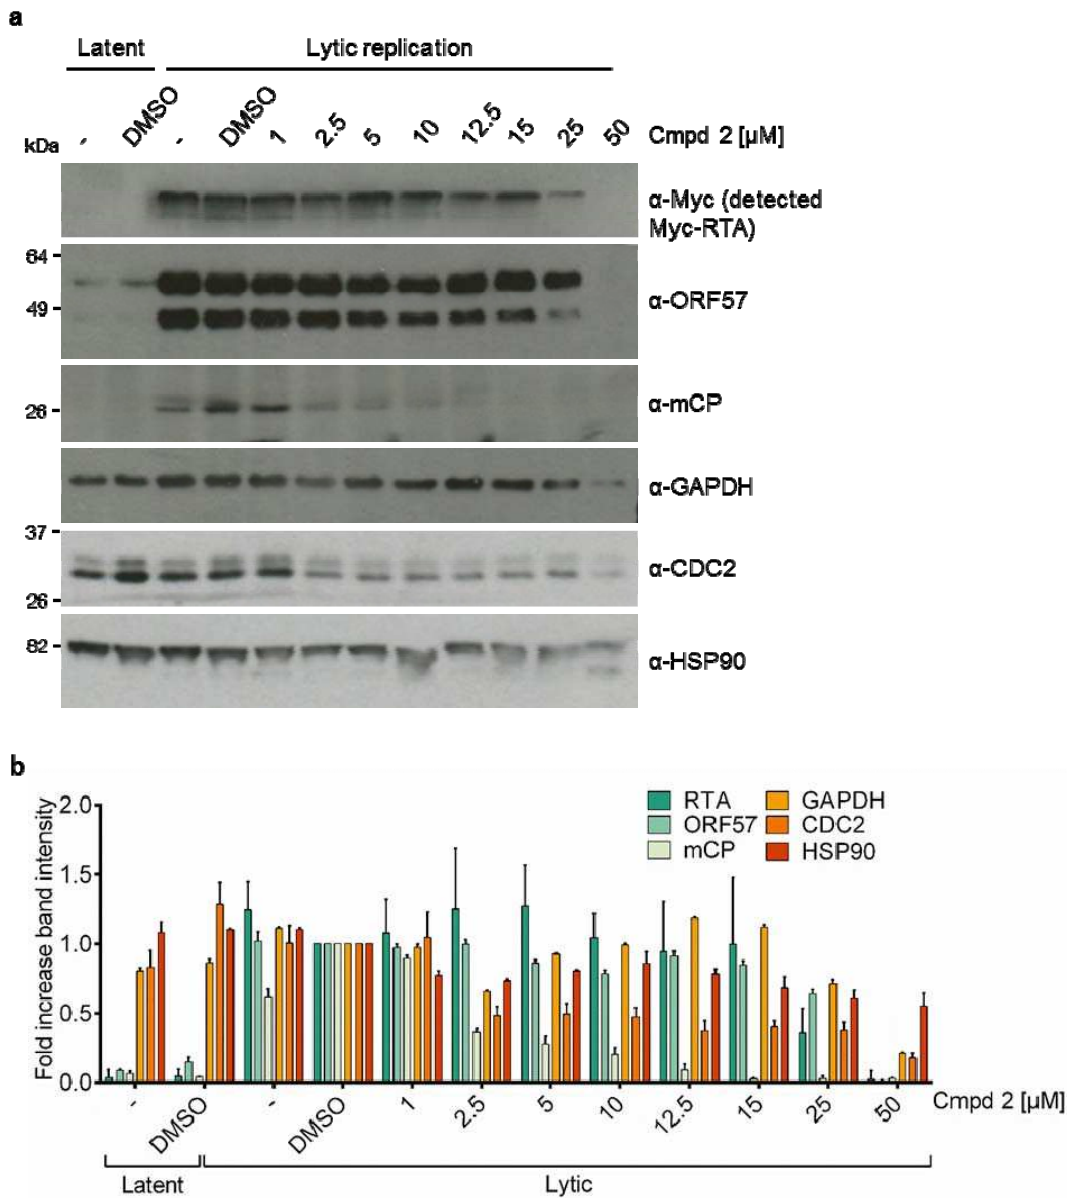 a
Latent
Lytic replication
kDa
- DMSO - DMSO 1 2.5 5 10 12.5 15 25 50 Cmpd 2 [µM]
α-Myc (detected
Myc-RTA)
64
49
α-ORF57
26
α-mCP
α-GAPDH
37
26
α-CDC2
82
α-HSP90
b
Fold increase band intensity
2.0
1.5
1.0
0.5
0.0
RTA
ORF57
mCP
GAPDH
CDC2
HSP90
- DMSO - DMSO 1 2.5 5 10 12.5 15 25 50 Cmpd 2 [µM]
Latent
Lytic